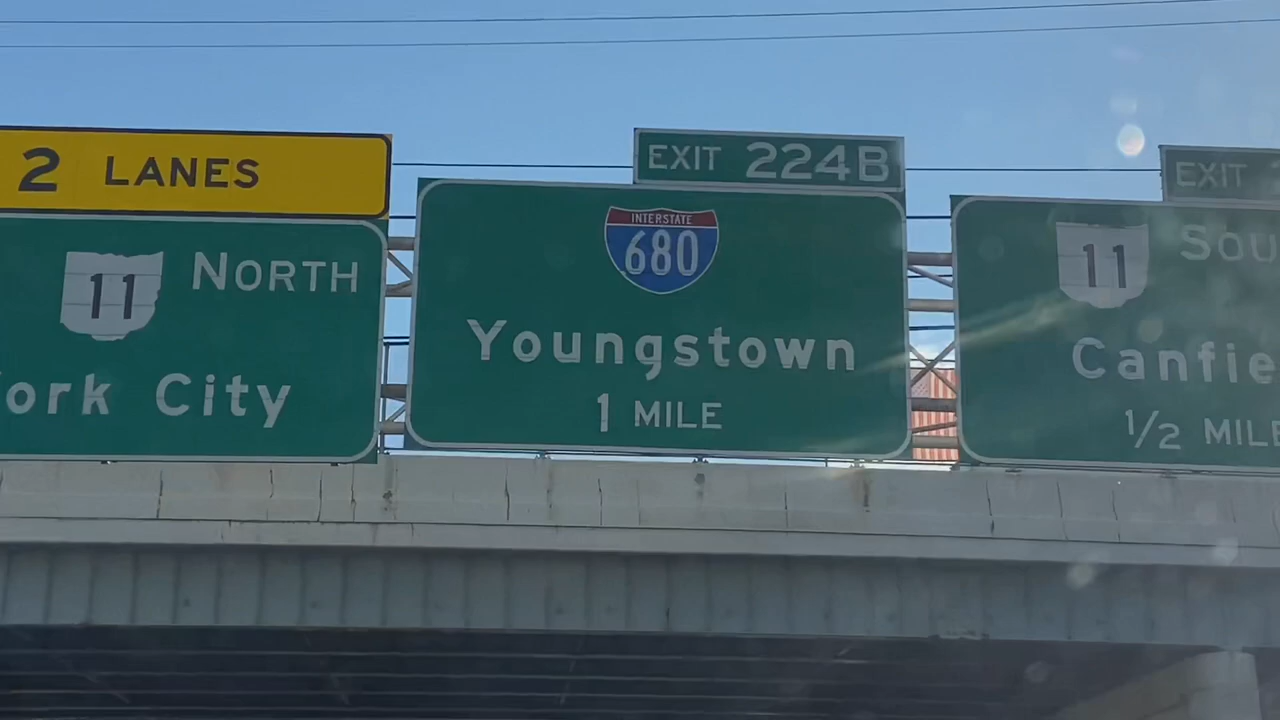 2 LANES
11 NORTH
ork City
EXIT 224B
INTERSTATE
680
Youngstown
1 MILE
EXIT
11 Sou
Canfie
1/2 MILE